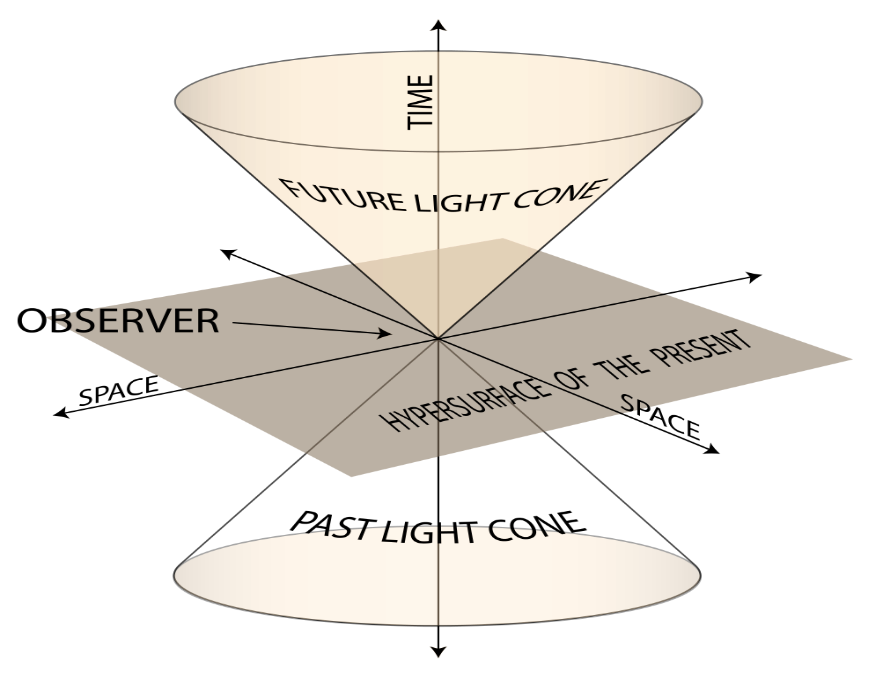 TIME
FUTURE LIGHT CONE
OBSERVER
SPACE
HYPERSURFACE OF THE PRESENT
SPACE
PAST LIGHT CONE